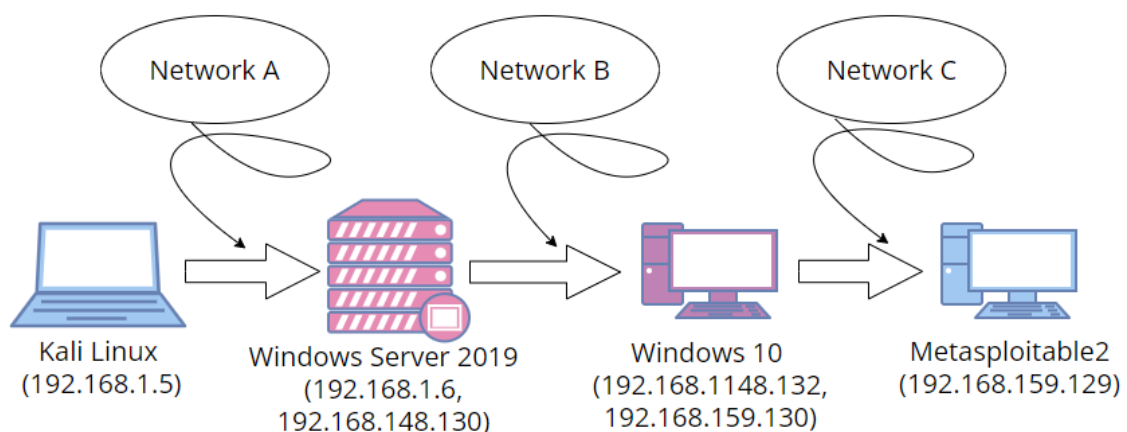 Network A
Network B
Network C
Kali Linux
(192.168.1.5)
Windows Server 2019
(192.168.1.6,
192.168.148.130)
Windows 10
(192.168.1148.132,
192.168.159.130)
Metasploitable2
(192.168.159.129)